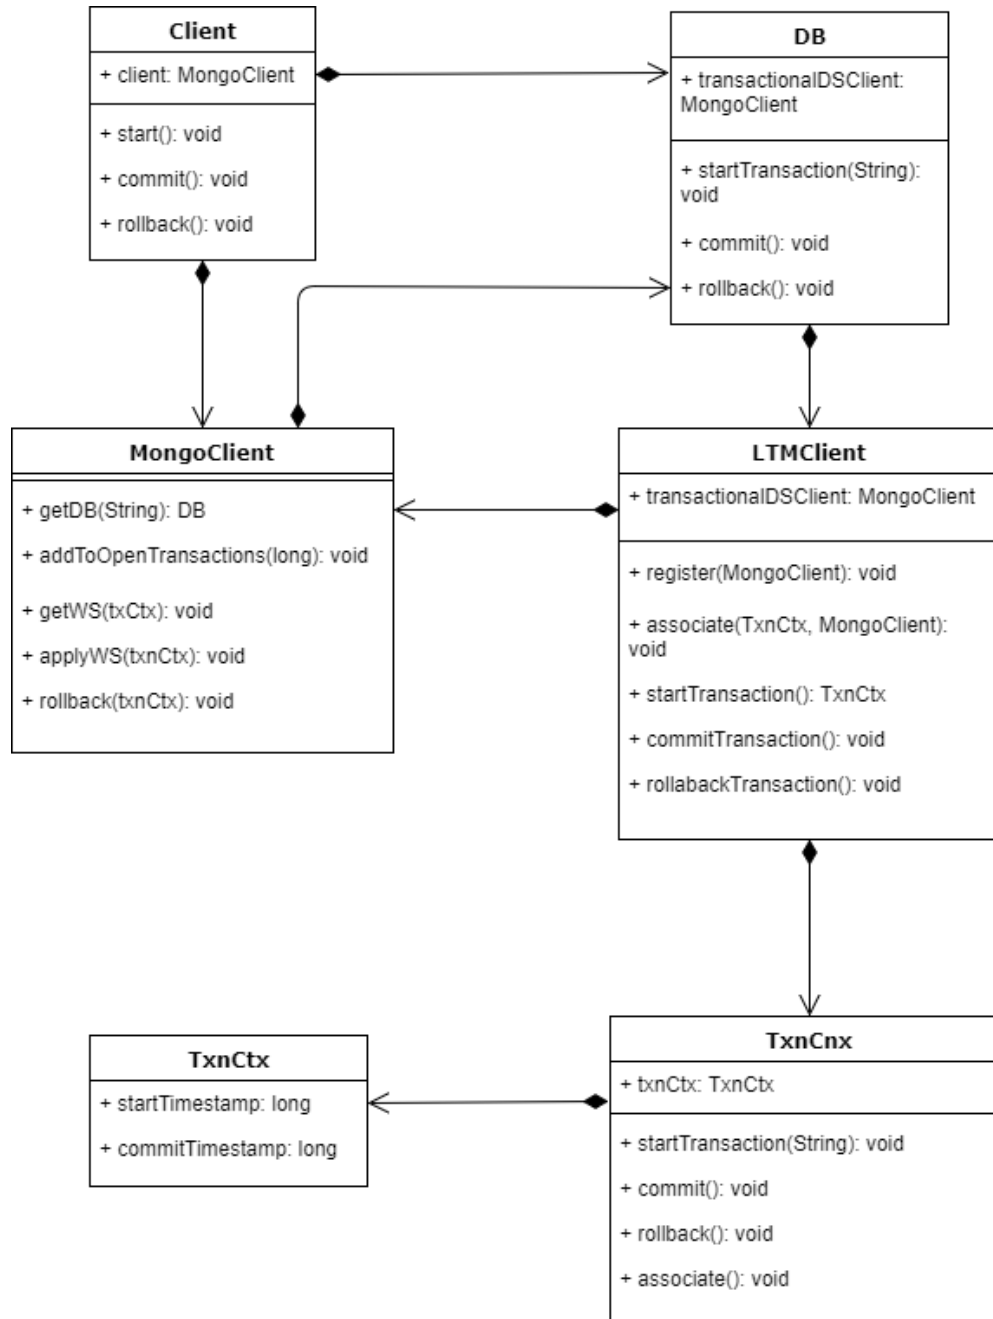 Client
+ client: MongoClient
+ start(): void
+ commit(): void
+ rollback(): void
DB
+ transactionalDSClient:
MongoClient
+ startTransaction(String):
void
+ commit(): void
+ rollback(): void
MongoClient
+ getDB(String): DB
+ addToOpenTransactions(long): void
+ getWS(txCtx): void
+ applyWS(txnCtx): void
+ rollback(txnCtx): void
LTMClient
+ transactionalDSClient: MongoClient
+ register(MongoClient): void
+ associate(TxnCtx, MongoClient):
void
+ startTransaction(): TxnCtx
+ commitTransaction(): void
+ rollabackTransaction(): void
TxnCtx
+ startTimestamp: long
+ commitTimestamp: long
TxnCnx
+ txnCtx: TxnCtx
+ startTransaction(String): void
+ commit(): void
+ rollback(): void
+ associate(): void